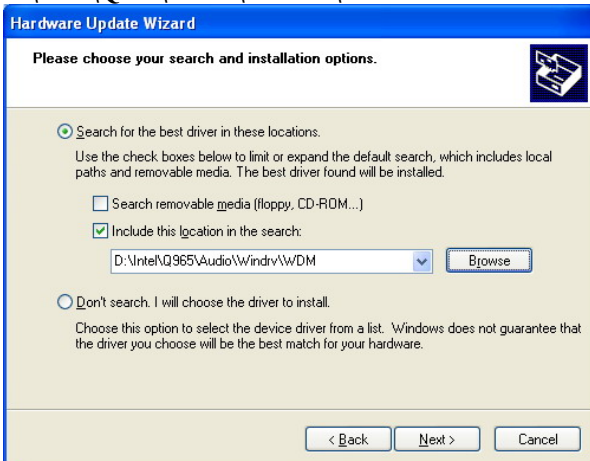 Hardware Update Wizard
Please choose your search and installation options.
Search for the best driver in these locations.
Use the check boxes below to limit or expand the default search, which includes local
paths and removable media. The best driver found will be installed.
Search removable media (floppy, CD-ROM...)
Include this location in the search:
D:\Intel\Q965\Audio\Windrv\WDM
Browse
Don't search. I will choose the driver to install.
Choose this option to select the device driver from a list. Windows does not guarantee that
the driver you choose will be the best match for your hardware.
< Back Next > Cancel